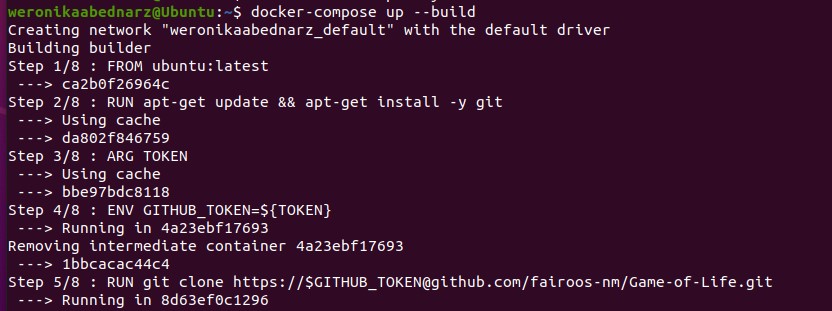 weronikaabednarz@Ubuntu:~$ docker-compose up --build
Creating network "weronikaabednarz_default" with the default driver
Building builder
Step 1/8 : FROM ubuntu:latest
 ---> ca2b0f26964c
Step 2/8 : RUN apt-get update && apt-get install -y git
 ---> Using cache
 ---> da802f846759
Step 3/8 : ARG TOKEN
 ---> Using cache
 ---> bbe97bdc8118
Step 4/8 : ENV GITHUB_TOKEN=${TOKEN}
 ---> Running in 4a23ebf17693
Removing intermediate container 4a23ebf17693
 ---> 1bbcacac44c4
Step 5/8 : RUN git clone https://$GITHUB_TOKEN@github.com/fairoos-nm/Game-of-Life.git
 ---> Running in 8d63ef0c1296